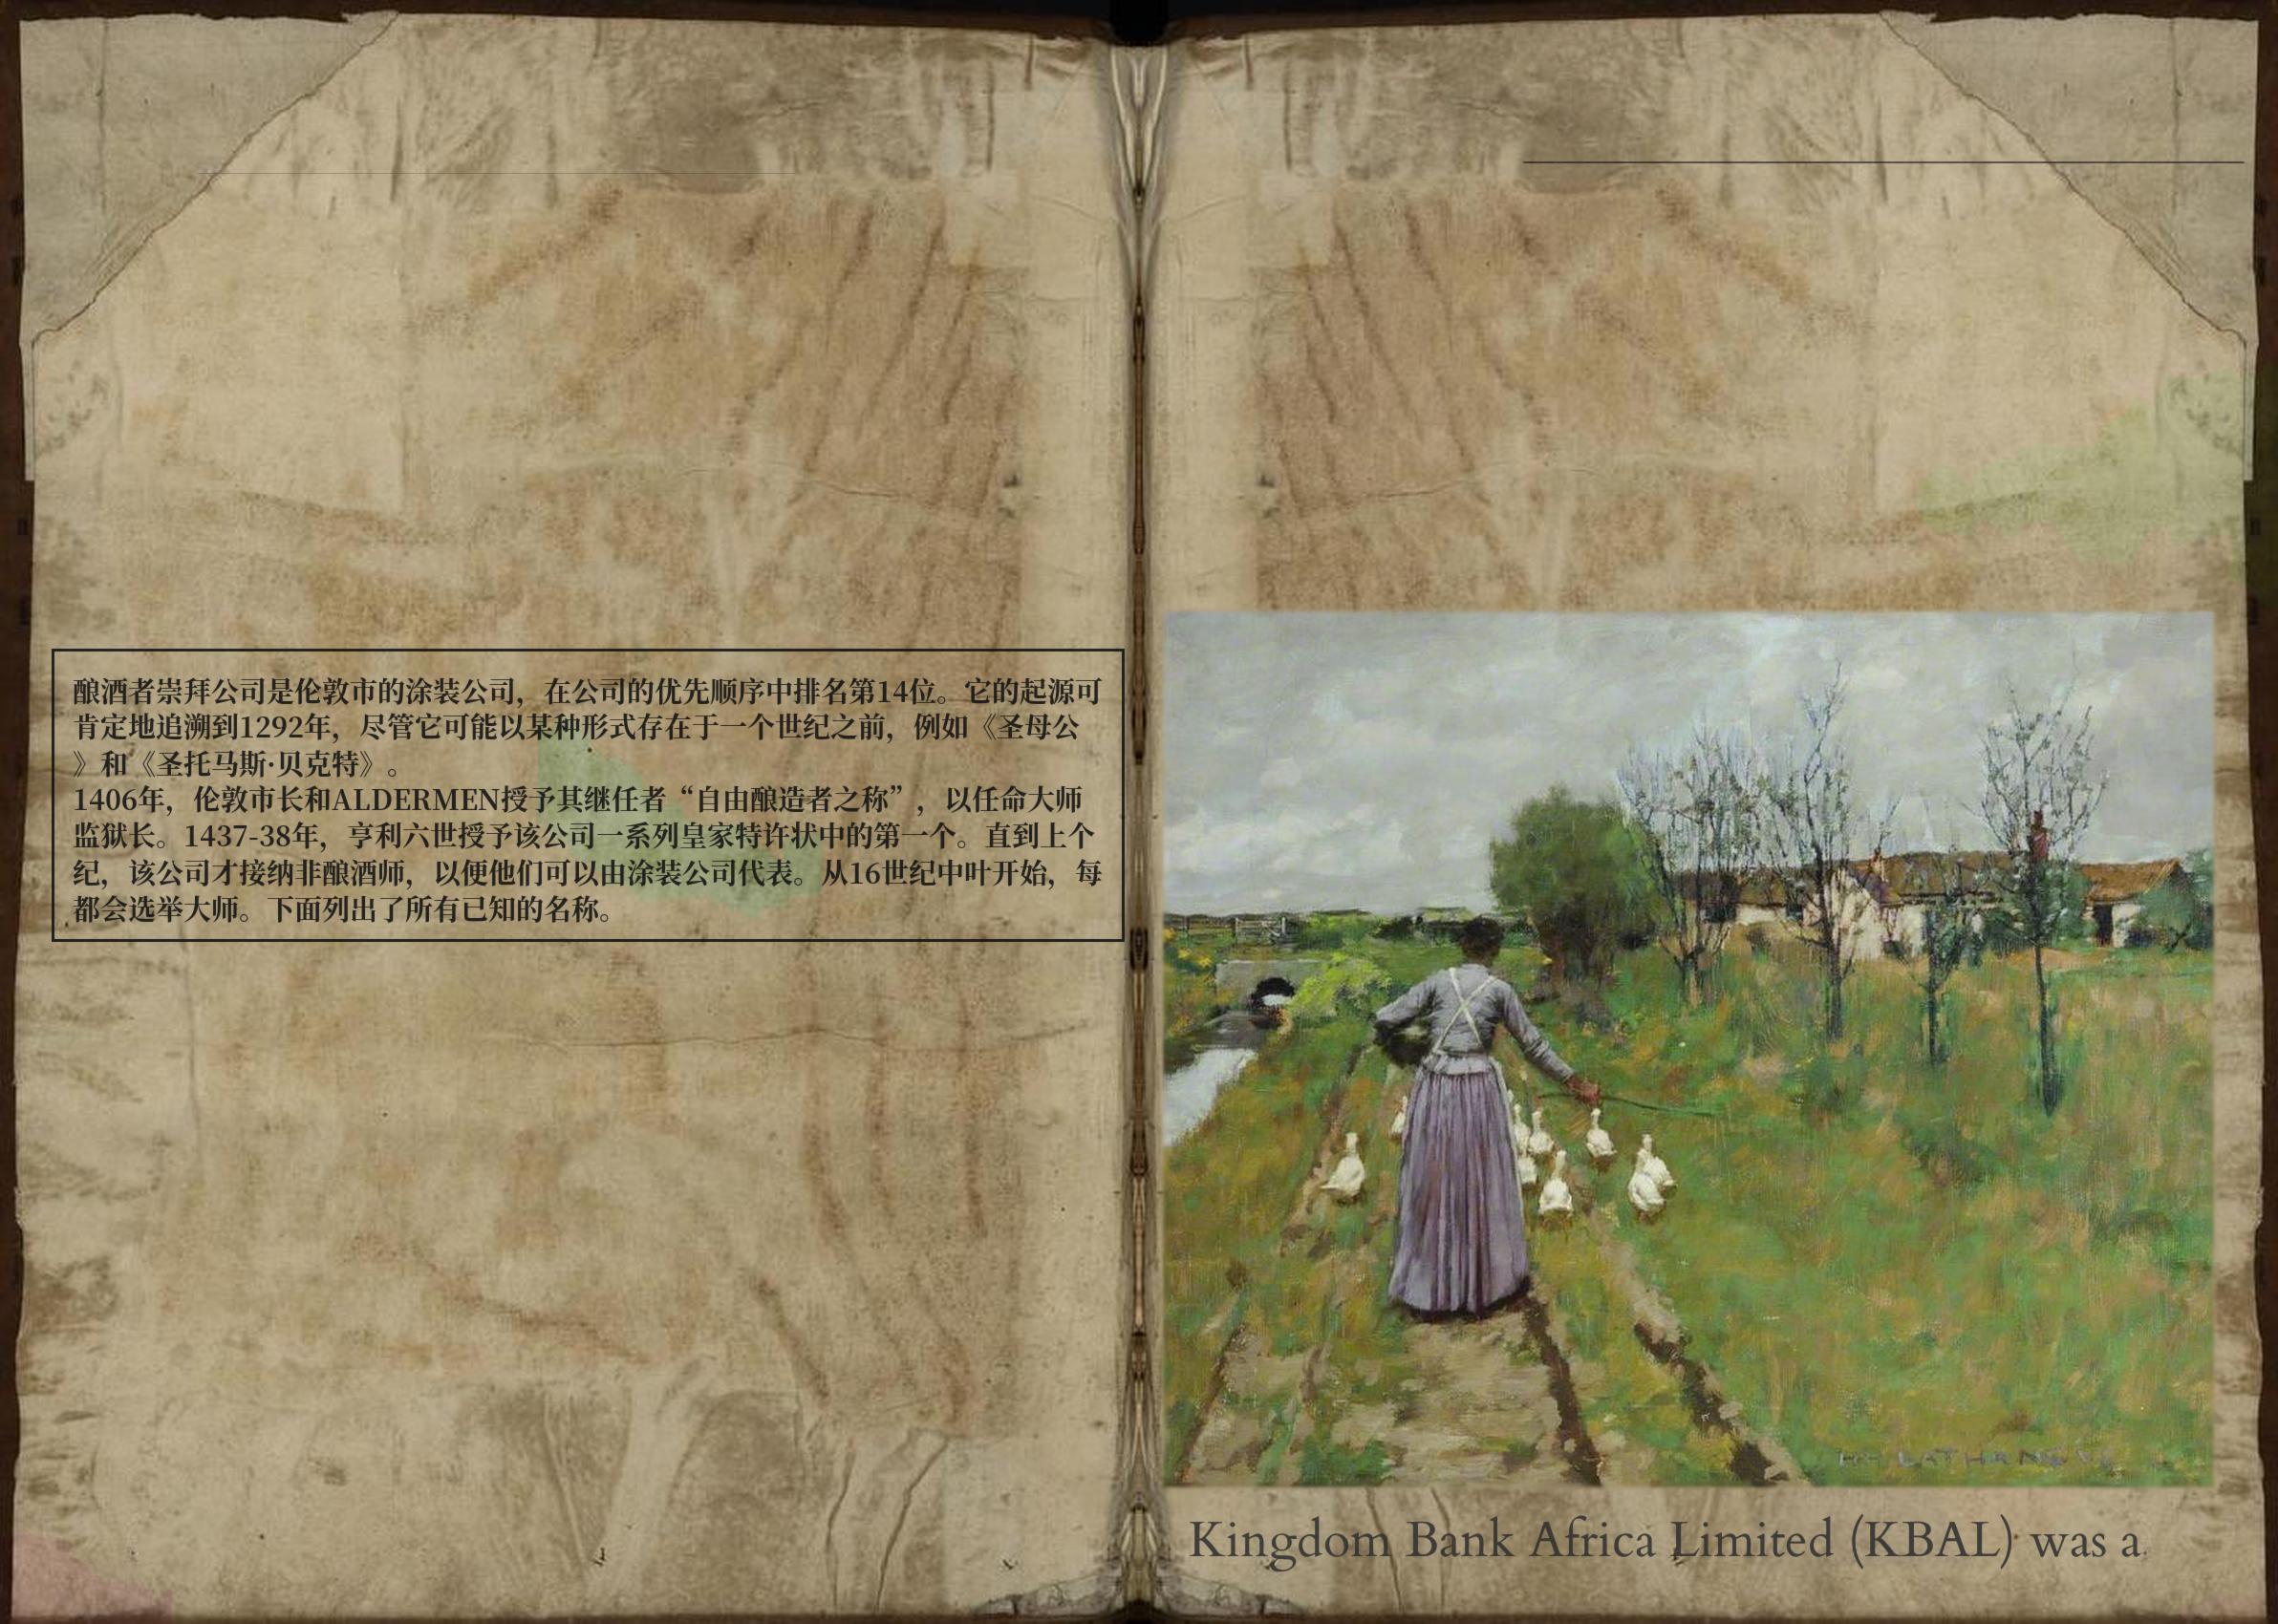 酿酒者崇拜公司是伦敦市的涂装公司，在公司的优先顺序中排名第14位。它的起源可
肯定地追溯到1292年，尽管它可能以某种形式存在于一个世纪之前，例如《圣母公
》和《圣托马斯·贝克特》。
1406年，伦敦市长和ALDERMEN授予其继任者“自由酿造者之称”，以任命大师
监狱长。1437-38年，亨利六世授予该公司一系列皇家特许状中的第一个。直到上个
纪，该公司才接纳非酿酒师，以便他们可以由涂装公司代表。从16世纪中叶开始，每
都会选举大师。下面列出了所有已知的名称。
Kingdom Bank Africa Limited (KBAL) was a